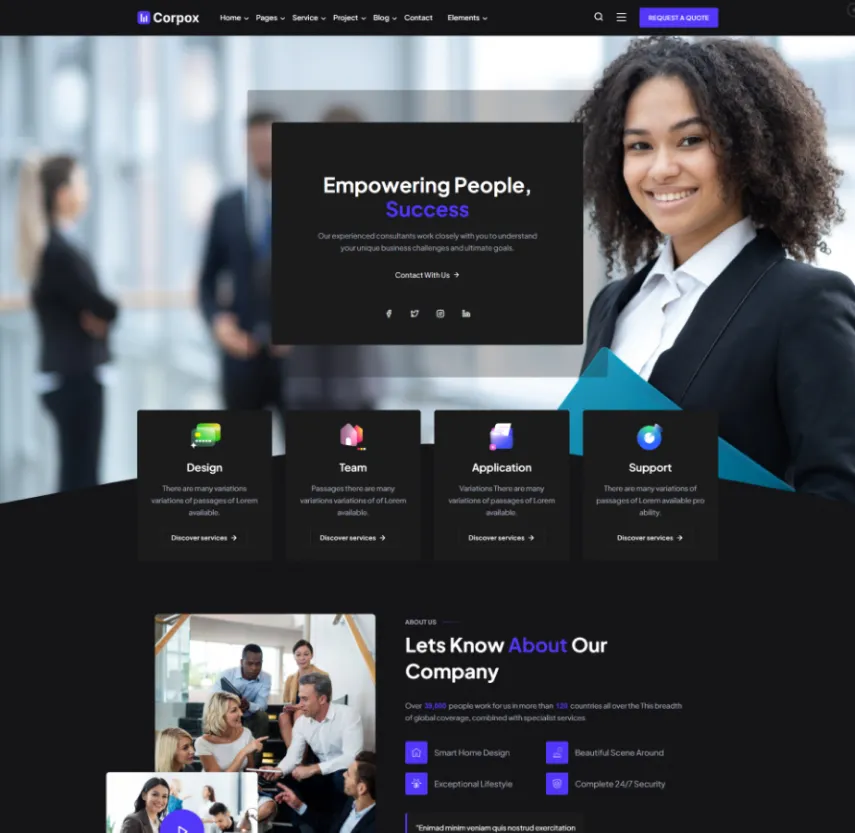 Corpox
Home Pages Service Project Blog Contact Elements
REQUEST A QUOTE
Empowering People,
Success
Our experienced consultants work closely with you to understand
your unique business challenges and ultimate goals.
Contact With Us
Design
There are many variations
variations of passages of Lorem
available.
Discover services
Team
Passages there are many
variations variations of of Lorem
available.
Discover services
Application
Variations There are many
variations of passages of Lorem
available.
Discover services
Support
There are many variations of
passages of Lorem available pro
ability.
Discover services
ABOUT US
Lets Know About Our
Company
Over 38,000 people work for us in more than 120 countries all over the This breadth
of global coverage, combined with specialist services
Smart Home Design
Beautiful Scene Around
Exceptional Lifestyle
Complete 24/7 Security
"Enimad minim veniam quis nostrud exercitation